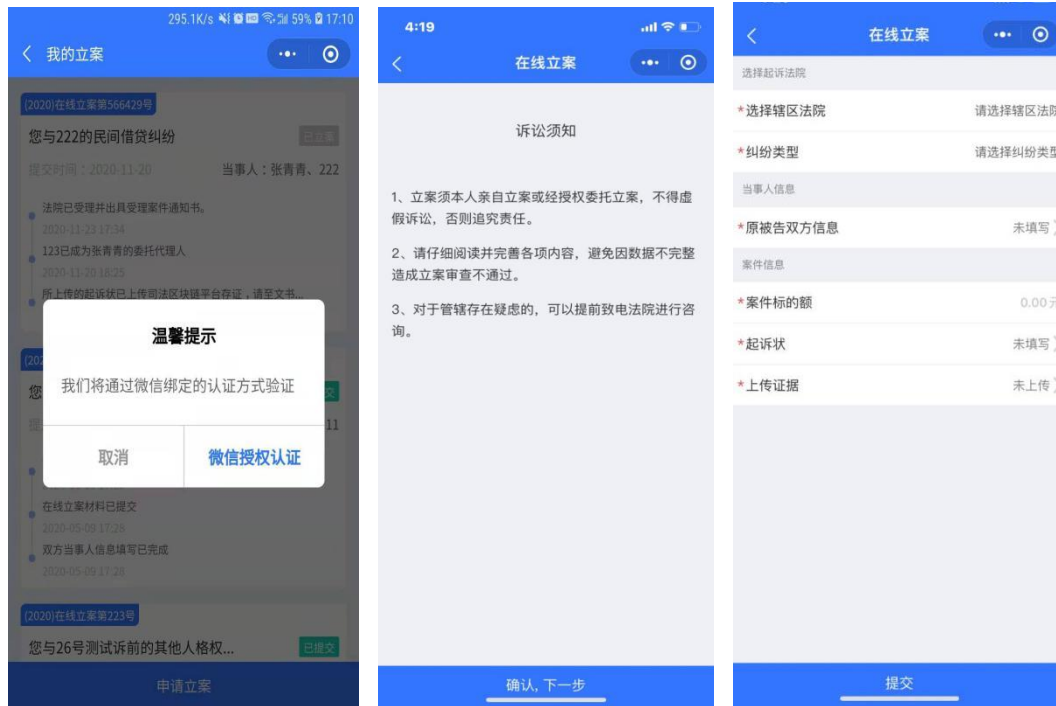 295.1K/s 59% 17:10
我的立案
(2020)在线立案第566429号
您与222的民间借贷纠纷
已立案
提交时间：2020-11-20
当事人：张青青、222
法院已受理并出具受理案件通知书。
2020-11-23 17:34
123已成为张青青的委托代理人
2020-11-20 18:25
所上传的起诉状已上传司法区块链平台存证，请至文书...
温馨提示
我们将通过微信绑定的认证方式验证
取消
微信授权认证
(202
您
交
提
11
在线立案材料已提交
2020-05-09 17:28
双方当事人信息填写已完成
2020-05-09 17:28
(2020)在线立案第223号
您与26号测试诉前的其他人格权...
已提交
申请立案
4:19
在线立案
诉讼须知
1、立案须本人亲自立案或经授权委托立案，不得虚
假诉讼，否则追究责任。
2、请仔细阅读并完善各项内容，避免因数据不完整
造成立案审查不通过。
3、对于管辖存在疑虑的，可以提前致电法院进行咨
询。
确认, 下一步
在线立案
选择起诉法院
*选择辖区法院
请选择辖区法院
*纠纷类型
请选择纠纷类型
当事人信息
*原被告双方信息
未填写
案件信息
*案件标的额
0.00元
*起诉状
未填写
*上传证据
未上传
提交